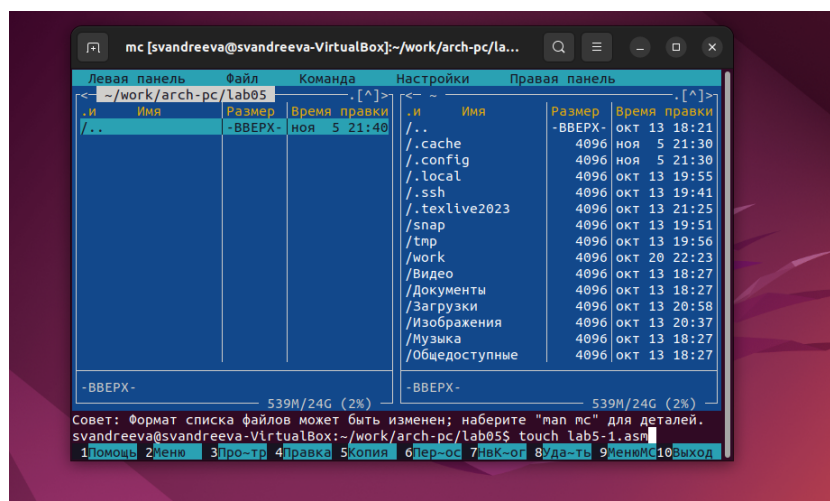 mc [svandreeva@svandreeva-VirtualBox]:~/work/arch-pc/la...
Левая панель Файл Команда Настройки Правая панель
<— ~/work/arch-pc/lab05 .[^]> <— ~ .[^]>
.и Имя Размер Время правки .и Имя Размер Время правки
/.. -ВВЕРХ- ноя 5 21:40 /.. -ВВЕРХ- окт 13 18:21
/.cache 4096 ноя 5 21:30
/.config 4096 ноя 5 21:30
/.local 4096 окт 13 19:55
/.ssh 4096 окт 13 19:41
/.texlive2023 4096 окт 13 21:25
/snap 4096 окт 13 19:51
/tmp 4096 окт 13 19:56
/work 4096 окт 20 22:23
/Видео 4096 окт 13 18:27
/Документы 4096 окт 13 18:27
/Загрузки 4096 окт 13 20:58
/Изображения 4096 окт 13 20:37
/Музыка 4096 окт 13 18:27
/Общедоступные 4096 окт 13 18:27
-ВВЕРХ- -ВВЕРХ-
539M/24G (2%) 539M/24G (2%)
Совет: Формат списка файлов может быть изменен; наберите "man mc" для деталей.
svandreeva@svandreeva-VirtualBox:~/work/arch-pc/lab05$ touch lab5-1.asm
1Помощь 2Меню 3Про~тр 4Правка 5Копия 6Пер~ос 7НвК~ог 8Уда~ть 9МенюMC10Выход